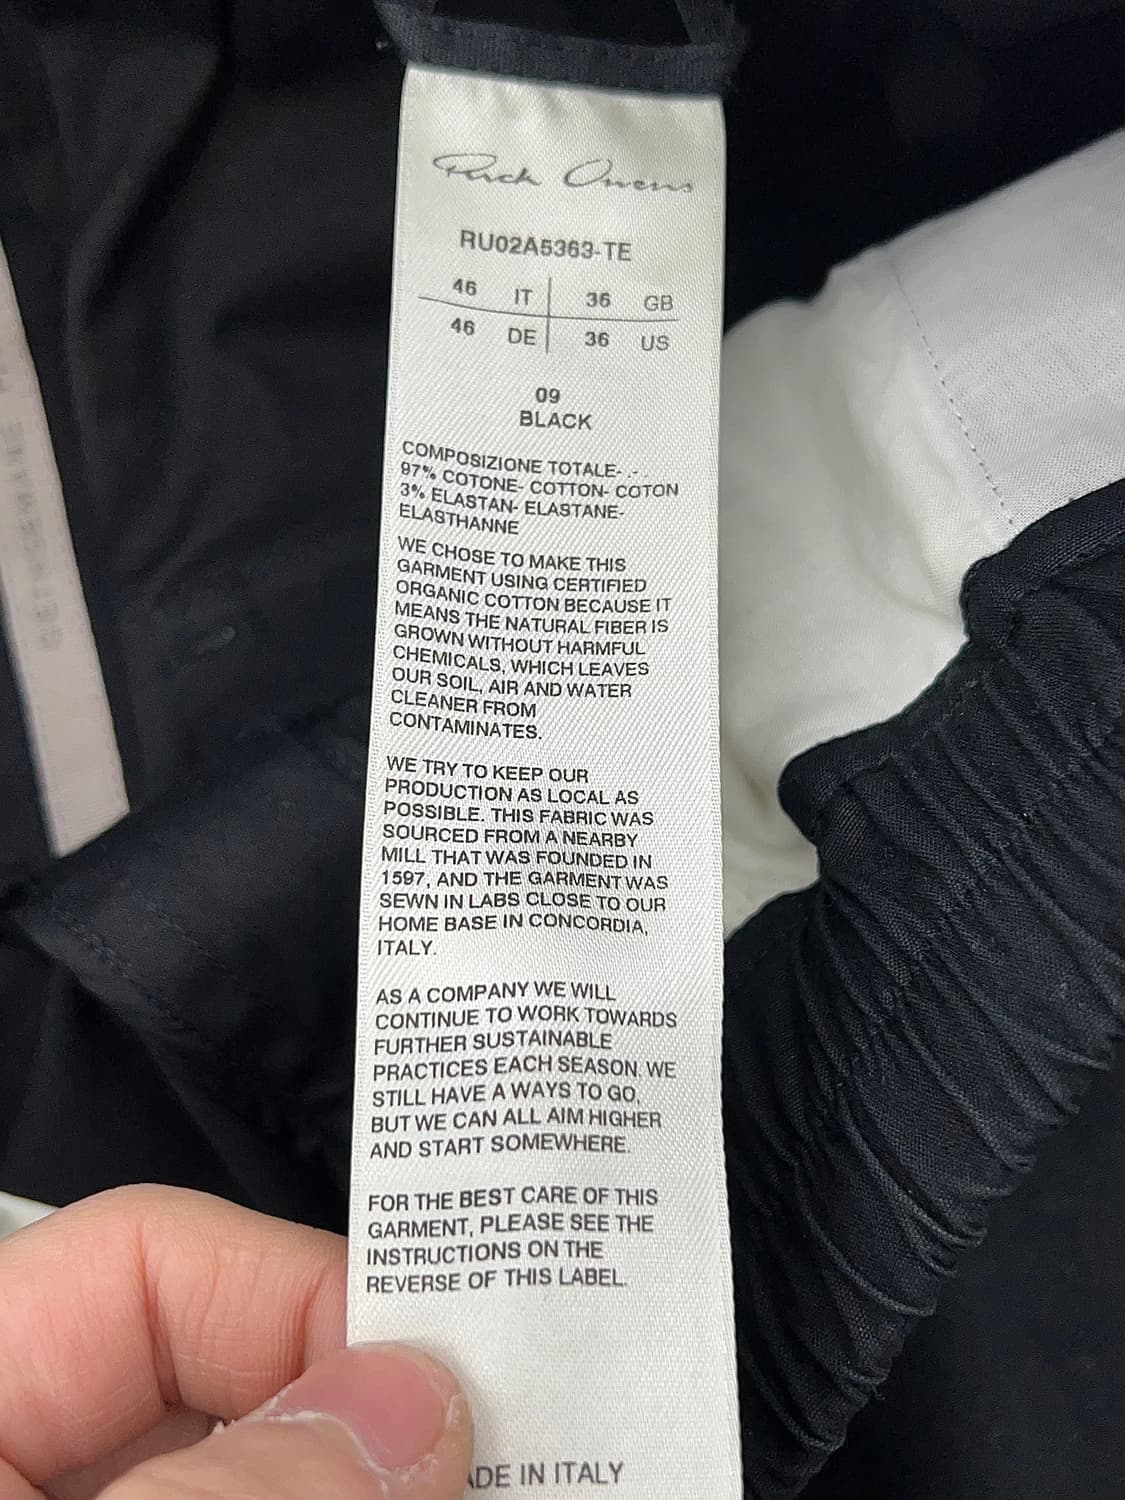 Rick Owens
RU02A5363-TE
46 IT 36 GB
46 DE 36 US
09
BLACK
COMPOSIZIONE TOTALE- .- .
97% COTONE- COTTON- COTON
3% ELASTAN- ELASTANE-
ELASTHANNE
WE CHOSE TO MAKE THIS
GARMENT USING CERTIFIED
ORGANIC COTTON BECAUSE IT
MEANS THE NATURAL FIBER IS
GROWN WITHOUT HARMFUL
CHEMICALS, WHICH LEAVES
OUR SOIL, AIR AND WATER
CLEANER FROM
CONTAMINATES.
WE TRY TO KEEP OUR
PRODUCTION AS LOCAL AS
POSSIBLE. THIS FABRIC WAS
SOURCED FROM A NEARBY
MILL THAT WAS FOUNDED IN
1597, AND THE GARMENT WAS
SEWN IN LABS CLOSE TO OUR
HOME BASE IN CONCORDIA,
ITALY.
AS A COMPANY WE WILL
CONTINUE TO WORK TOWARDS
FURTHER SUSTAINABLE
PRACTICES EACH SEASON. WE
STILL HAVE A WAYS TO GO,
BUT WE CAN ALL AIM HIGHER
AND START SOMEWHERE.
FOR THE BEST CARE OF THIS
GARMENT, PLEASE SEE THE
INSTRUCTIONS ON THE
REVERSE OF THIS LABEL.
ADE IN ITALY
GETHSEMANE